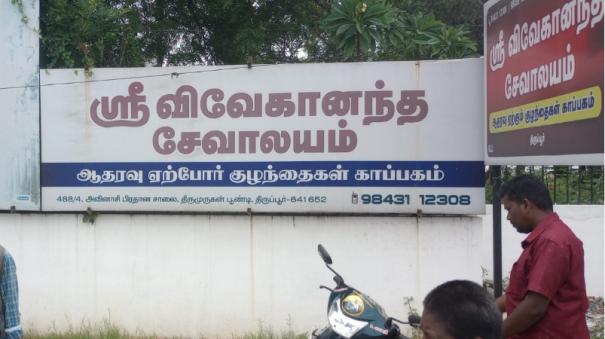 ஸ்ரீ விவேகானந்த
சேவாலயம்
ஆதரவு ஏற்போர் குழந்தைகள் காப்பகம்
488/4, அவினாசி பிரதான சாலை, திருமுருகன் பூண்டி, திருப்பூர்-641 652
98431 12308
ஸ்ரீ விவேகானந்த
சேவாலயம்
ஆதரவு ஏற்கும் குழந்தைகள் காப்பகம்
திருப்பூர்